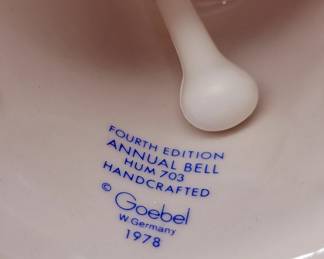 FOURTH EDITION
ANNUAL BELL
HUM 703
HANDCRAFTED
© Goebel
W. Germany
1978